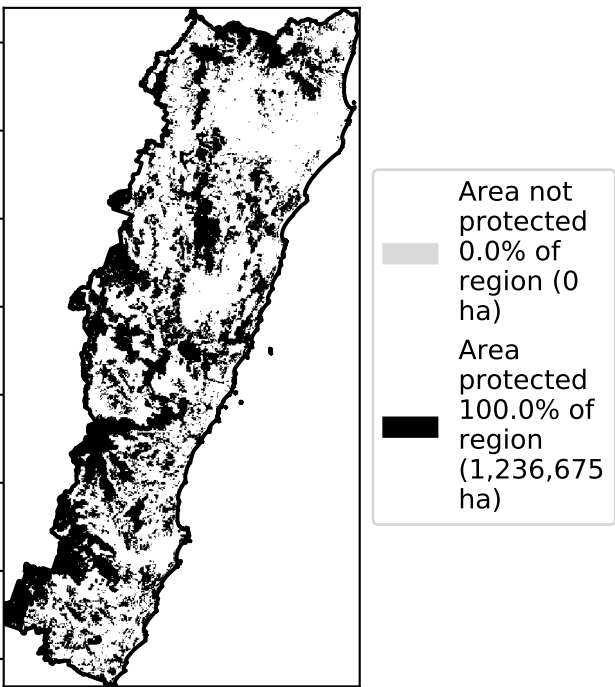 Area not
protected
0.0% of
region (0
ha)
Area
protected
100.0% of
region
(1,236,675
ha)